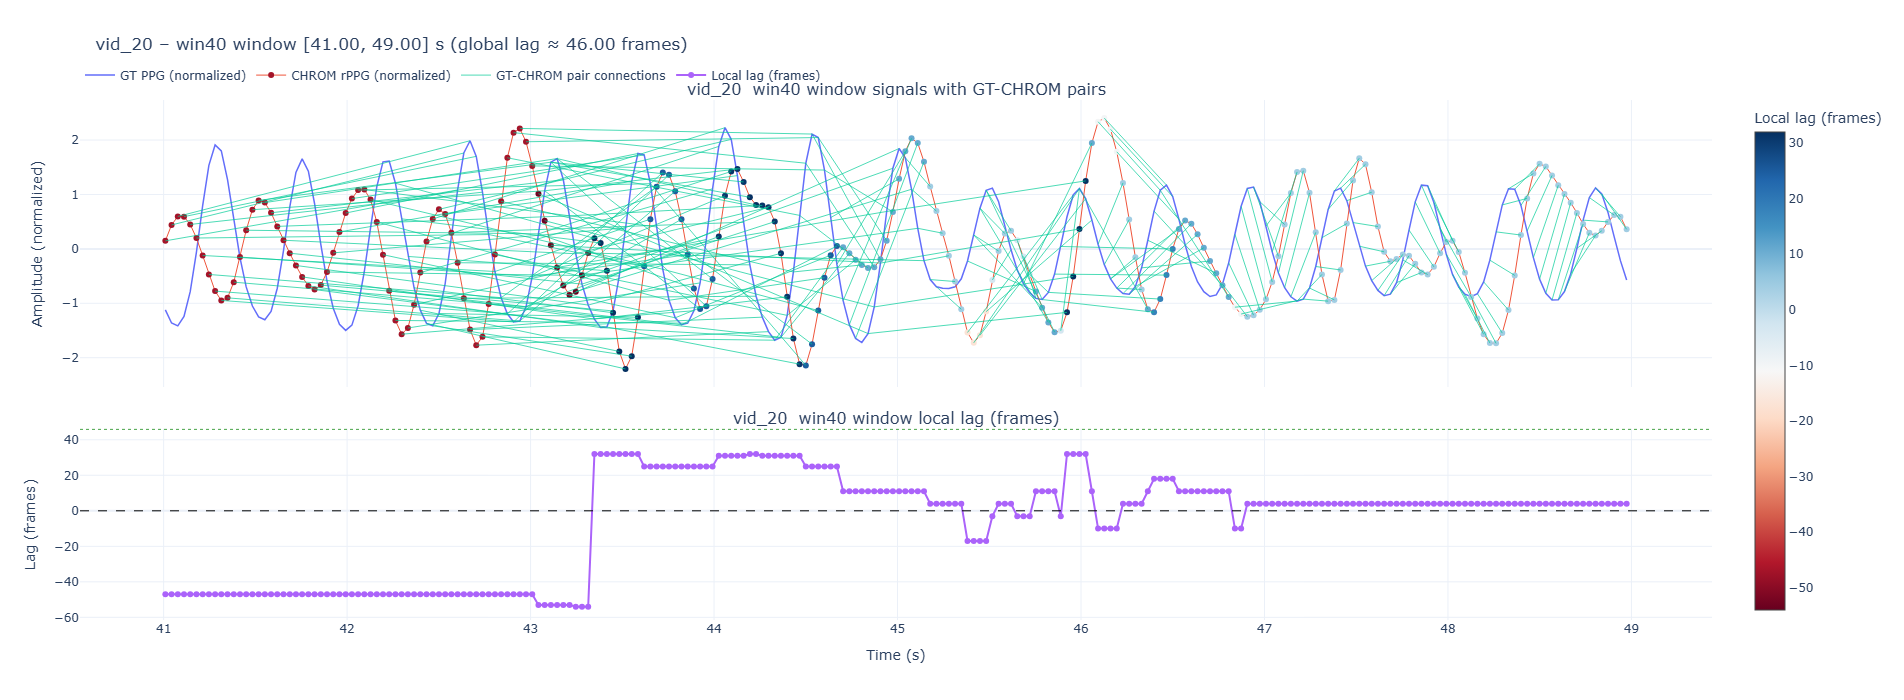 vid_20 – win40 window [41.00, 49.00] s (global lag ≈ 46.00 frames)
GT PPG (normalized) CHROM rPPG (normalized) GT-CHROM pair connections Local lag (frames)
vid_20  win40 window signals with GT-CHROM pairs
Amplitude (normalized)
2
1
0
−1
−2
Local lag (frames)
30
20
10
0
−10
−20
−30
−40
−50
vid_20  win40 window local lag (frames)
Lag (frames)
40
20
0
−20
−40
−60
41 42 43 44 45 46 47 48 49
Time (s)